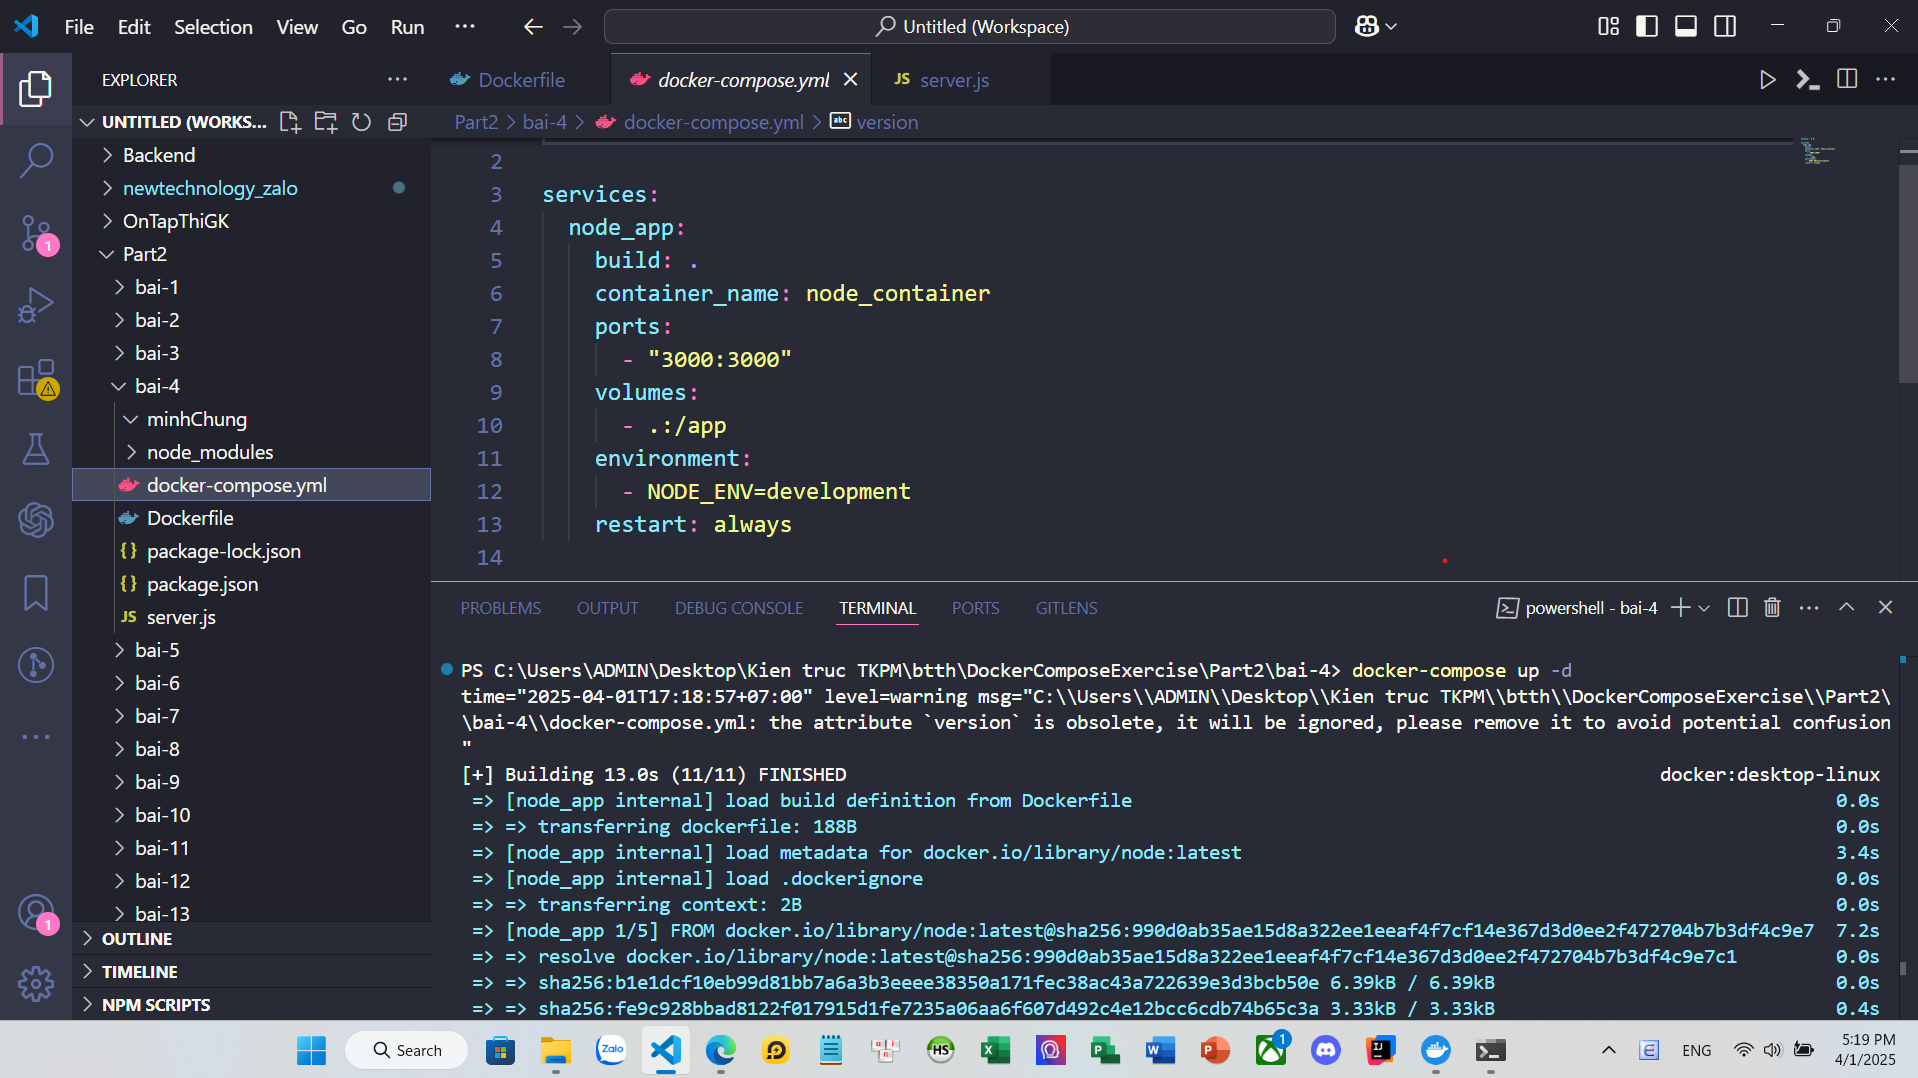 File Edit Selection View Go Run ··· Untitled (Workspace)
EXPLORER ···
Dockerfile docker-compose.yml JS server.js
UNTITLED (WORKS...
Part2 > bai-4 > docker-compose.yml > abc version
Backend
newtechnology_zalo
OnTapThiGK
Part2
bai-1
bai-2
bai-3
bai-4
minhChung
node_modules
docker-compose.yml
Dockerfile
{} package-lock.json
{} package.json
JS server.js
bai-5
bai-6
bai-7
bai-8
bai-9
bai-10
bai-11
bai-12
bai-13
OUTLINE
TIMELINE
NPM SCRIPTS
1
1
2
3 services:
4 node_app:
5 build: .
6 container_name: node_container
7 ports:
8 - "3000:3000"
9 volumes:
10 - .:/app
11 environment:
12 - NODE_ENV=development
13 restart: always
14
PROBLEMS OUTPUT DEBUG CONSOLE TERMINAL PORTS GITLENS powershell - bai-4
PS C:\Users\ADMIN\Desktop\Kien truc TKPM\btth\DockerComposeExercise\Part2\bai-4> docker-compose up -d
time="2025-04-01T17:18:57+07:00" level=warning msg="C:\\Users\\ADMIN\\Desktop\\Kien truc TKPM\\btth\\DockerComposeExercise\\Part2\
\bai-4\\docker-compose.yml: the attribute `version` is obsolete, it will be ignored, please remove it to avoid potential confusion
"
[+] Building 13.0s (11/11) FINISHED docker:desktop-linux
=> [node_app internal] load build definition from Dockerfile 0.0s
=> => transferring dockerfile: 188B 0.0s
=> [node_app internal] load metadata for docker.io/library/node:latest 3.4s
=> [node_app internal] load .dockerignore 0.0s
=> => transferring context: 2B 0.0s
=> [node_app 1/5] FROM docker.io/library/node:latest@sha256:990d0ab35ae15d8a322ee1eeaf4f7cf14e367d3d0ee2f472704b7b3df4c9e7 7.2s
=> => resolve docker.io/library/node:latest@sha256:990d0ab35ae15d8a322ee1eeaf4f7cf14e367d3d0ee2f472704b7b3df4c9e7c1 0.0s
=> => sha256:b1e1dcf10eb99d81bb7a6a3b3eeee38350a171fec38ac43a722639e3d3bcb50e 6.39kB / 6.39kB 0.0s
=> => sha256:fe9c928bbad8122f017915d1fe7235a06aa6f607d492c4e12bcc6cdb74b65c3a 3.33kB / 3.33kB 0.4s
Search Zalo HS 1 ENG 5:19 PM
4/1/2025